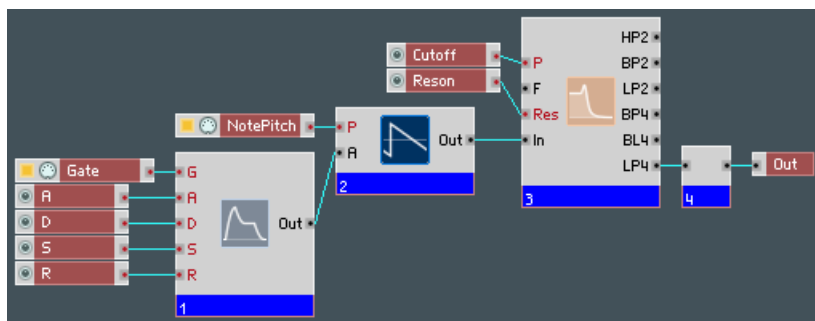 HP2
Cutoff
P
BP2
Reson
F
LP2
NotePitch
P
Res
BP4
A
Out
In
BL4
Gate
G
LP4
Out
A
A
2
3
4
D
D
Out
S
S
R
R
1